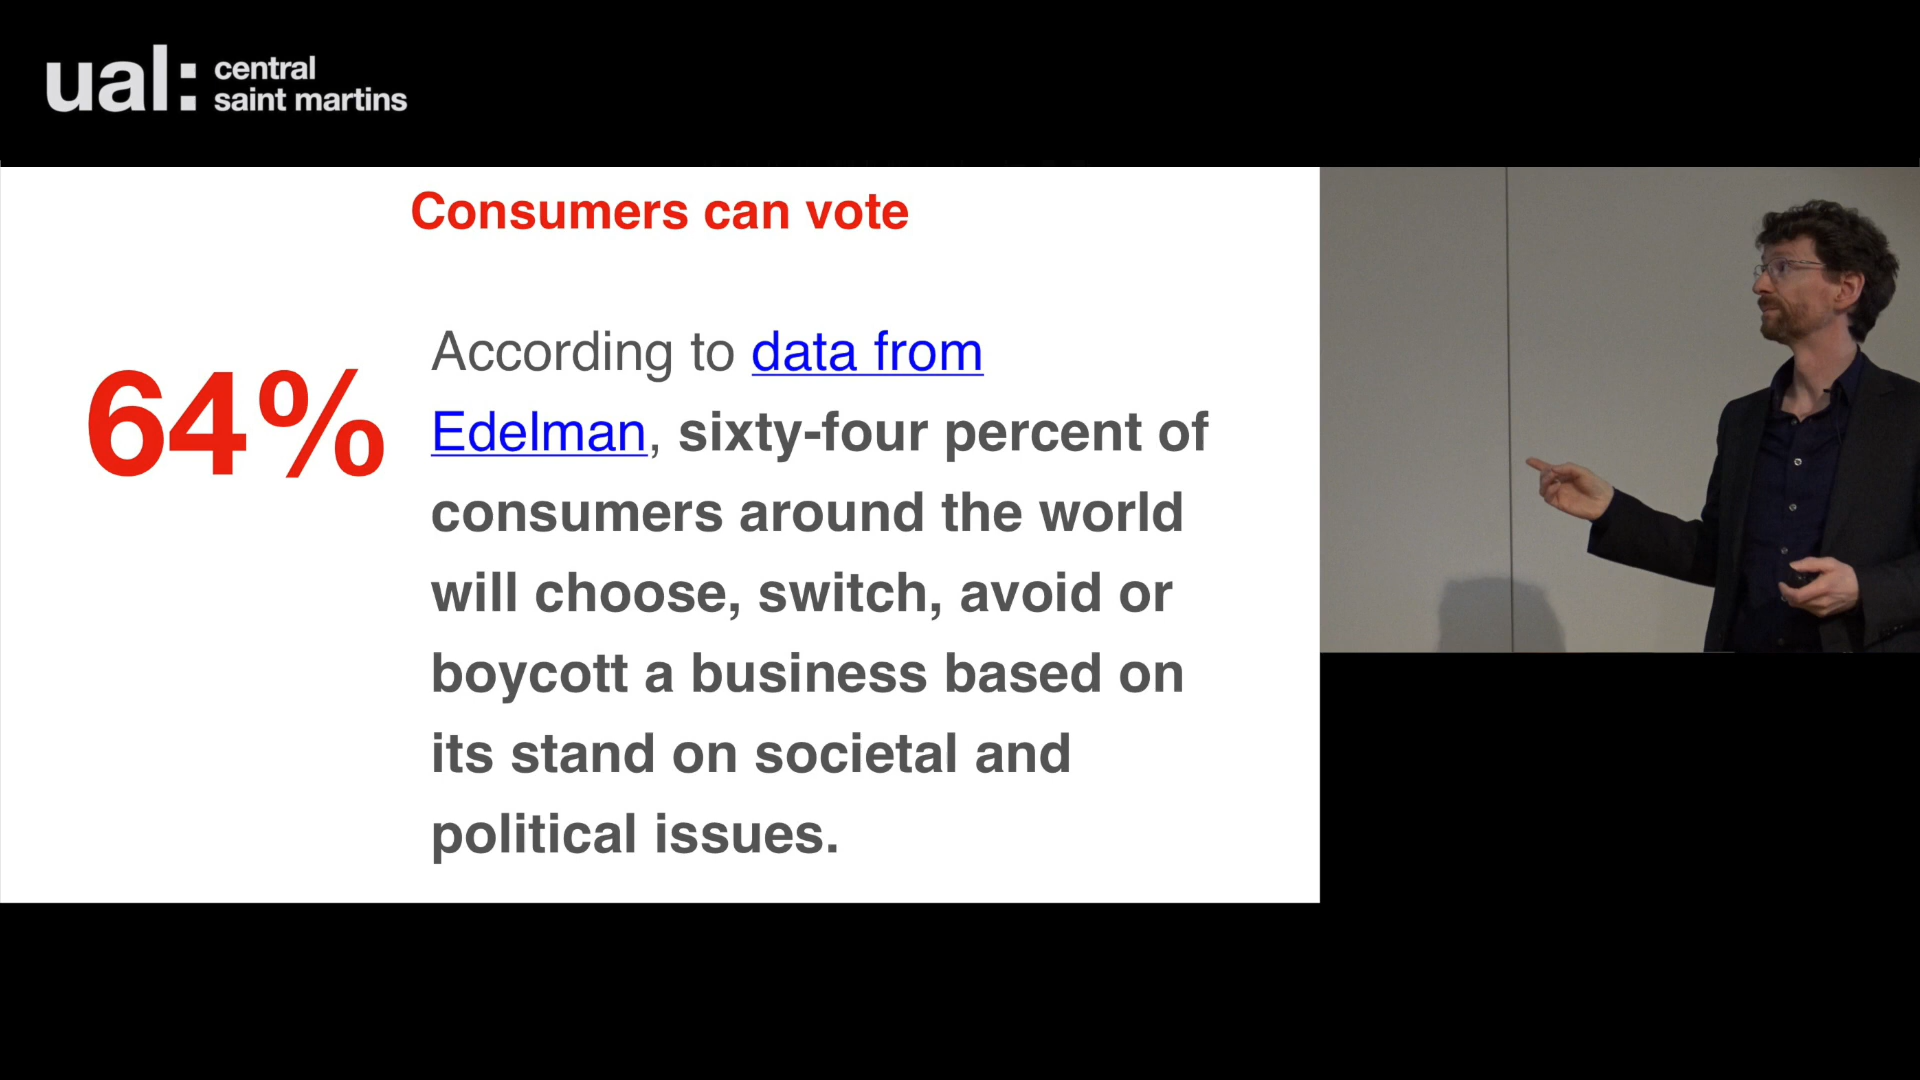 ual: central
saint martins
Consumers can vote
64%
According to data from
Edelman, sixty-four percent of
consumers around the world
will choose, switch, avoid or
boycott a business based on
its stand on societal and
political issues.